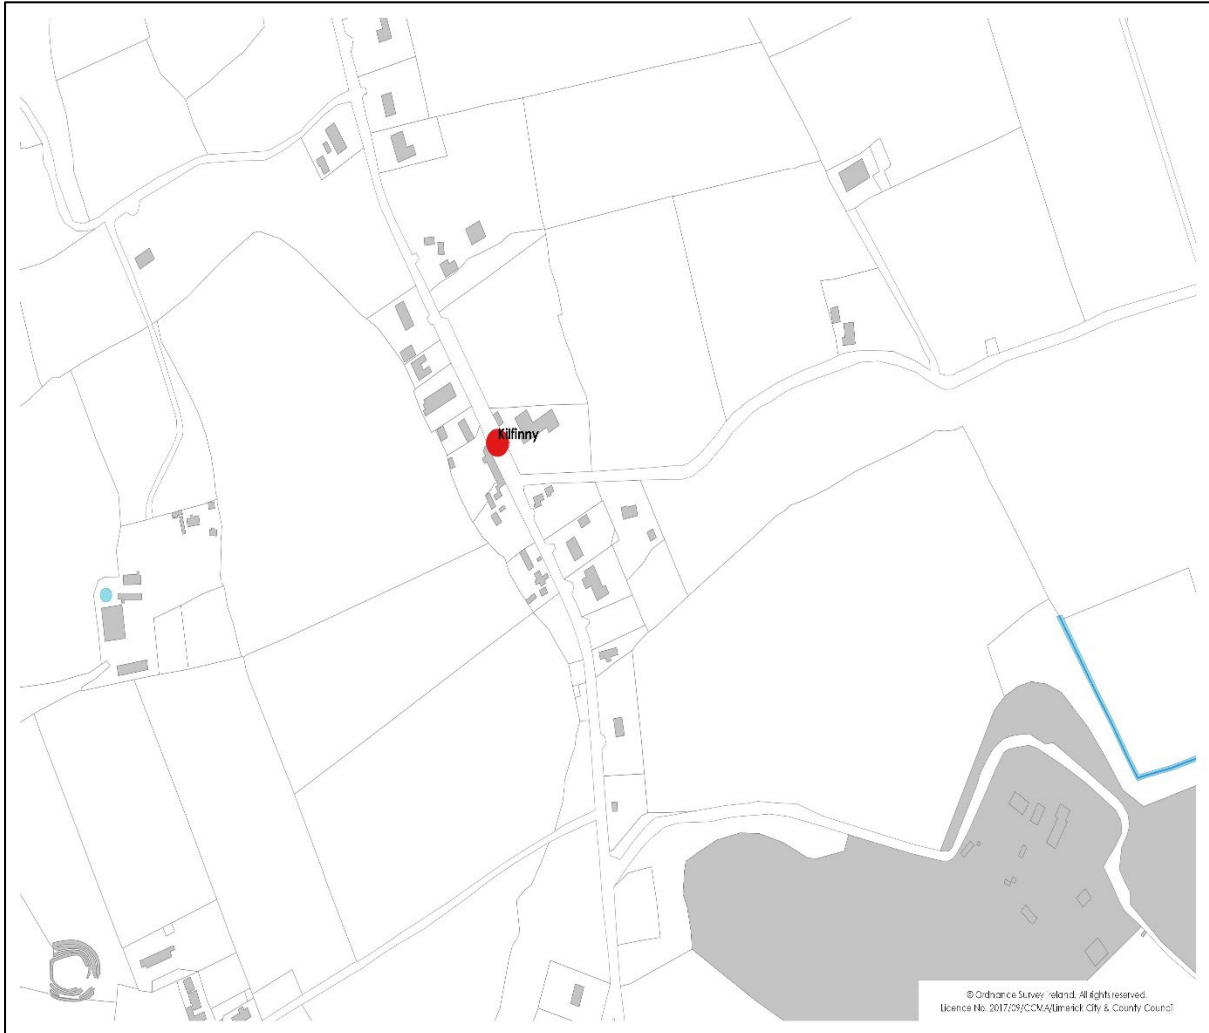 Kilfinny
© Ordnance Survey Ireland. All rights reserved.
Licence No. 2017/09/CCMA/Limerick City & County Council